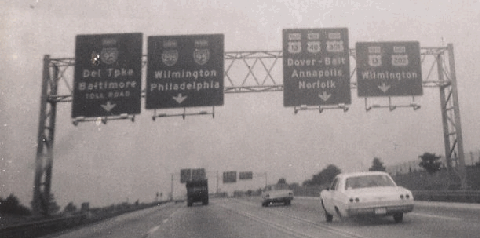 Del Tpke
Baltimore
TOLL ROAD
Wilmington
Philadelphia
Dover-Balt
Annapolis
Norfolk
Wilmington